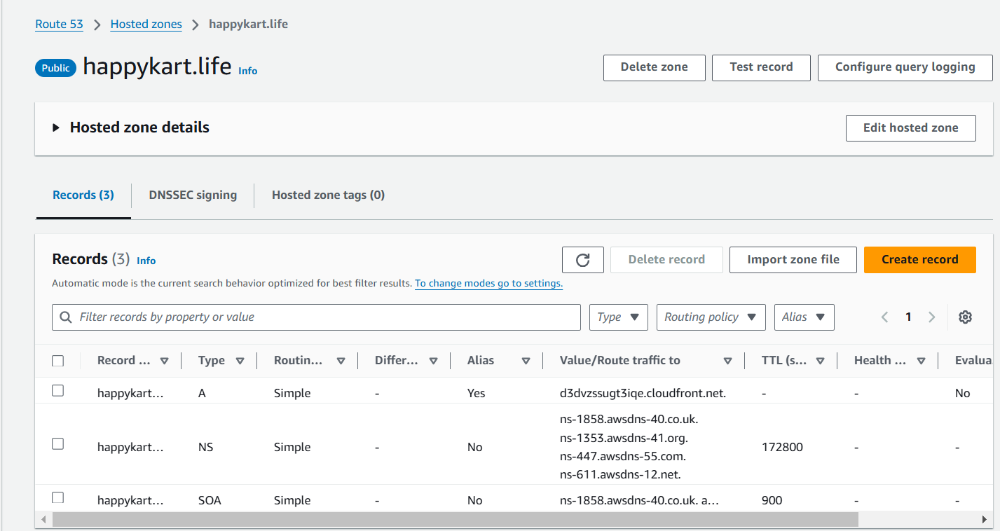 Route 53 > Hosted zones > happykart.life
Public happykart.life Info
Delete zone Test record Configure query logging
Hosted zone details Edit hosted zone
Records (3) DNSSEC signing Hosted zone tags (0)
Records (3) Info
Delete record Import zone file Create record
Automatic mode is the current search behavior optimized for best filter results. To change modes go to settings.
Filter records by property or value Type Routing policy Alias 1
Record ... Type Routin... Differ... Alias Value/Route traffic to TTL (s... Health ... Evalua
happykart... A Simple - Yes d3dvzssugt3iqe.cloudfront.net. - - No
ns-1858.awsdns-40.co.uk.
ns-1353.awsdns-41.org.
happykart... NS Simple - No 172800 - -
ns-447.awsdns-55.com.
ns-611.awsdns-12.net.
happykart... SOA Simple - No ns-1858.awsdns-40.co.uk. a... 900 - -